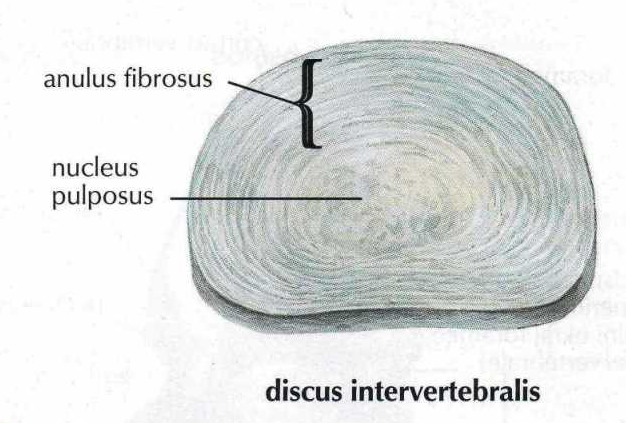 anulus fibrosus
nucleus
pulposus
discus intervertebralis